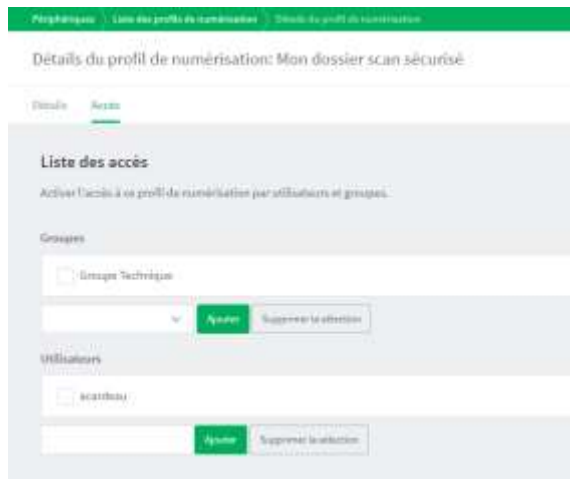 Périphériques Liste des profils de numérisation Détails du profil de numérisation
Détails du profil de numérisation: Mon dossier scan sécurisé
Détails Accès
Liste des accès
Activer l'accès à ce profil de numérisation par utilisateurs et groupes.
Groupes
Groupe Technique
Ajouter Supprimer la sélection
Utilisateurs
Ajouter Supprimer la sélection